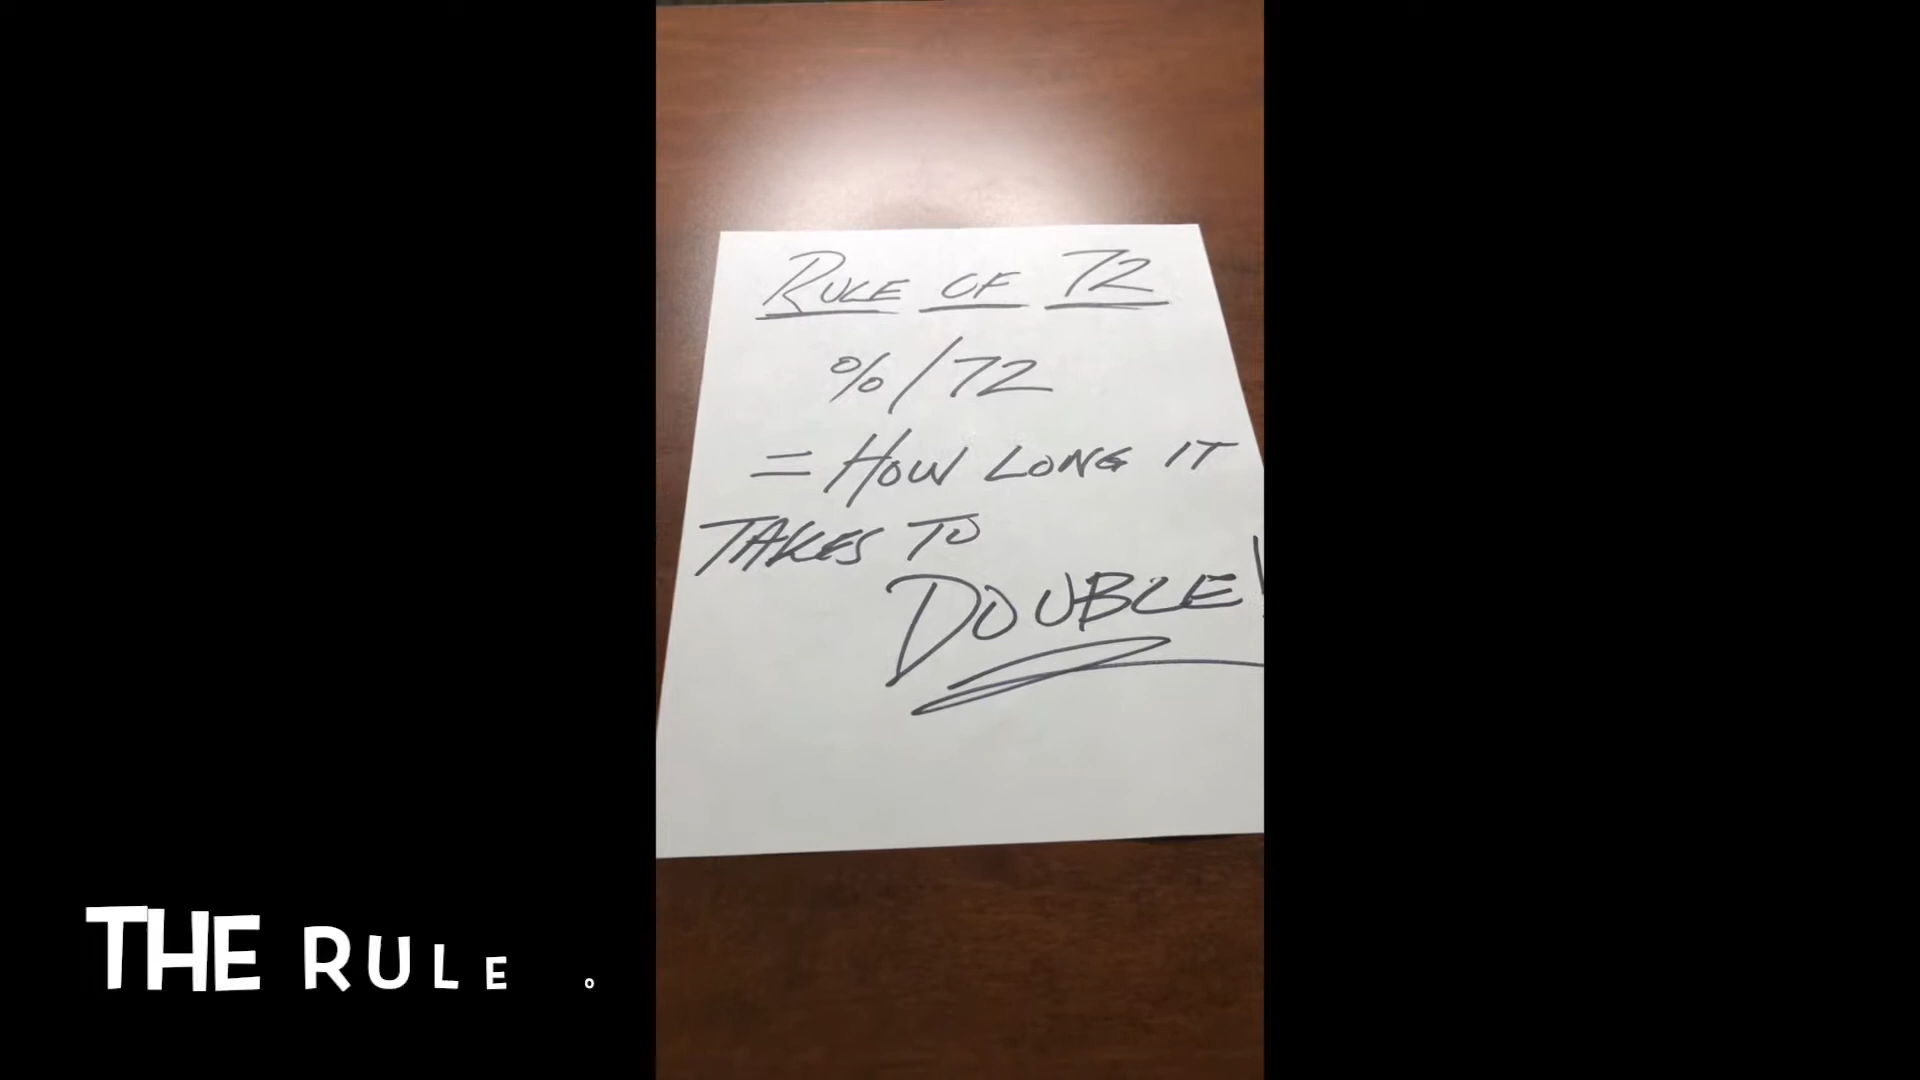 RULE OF 72
%/72
= HOW LONG IT
TAKES TO
DOUBLE!
THE RULE o